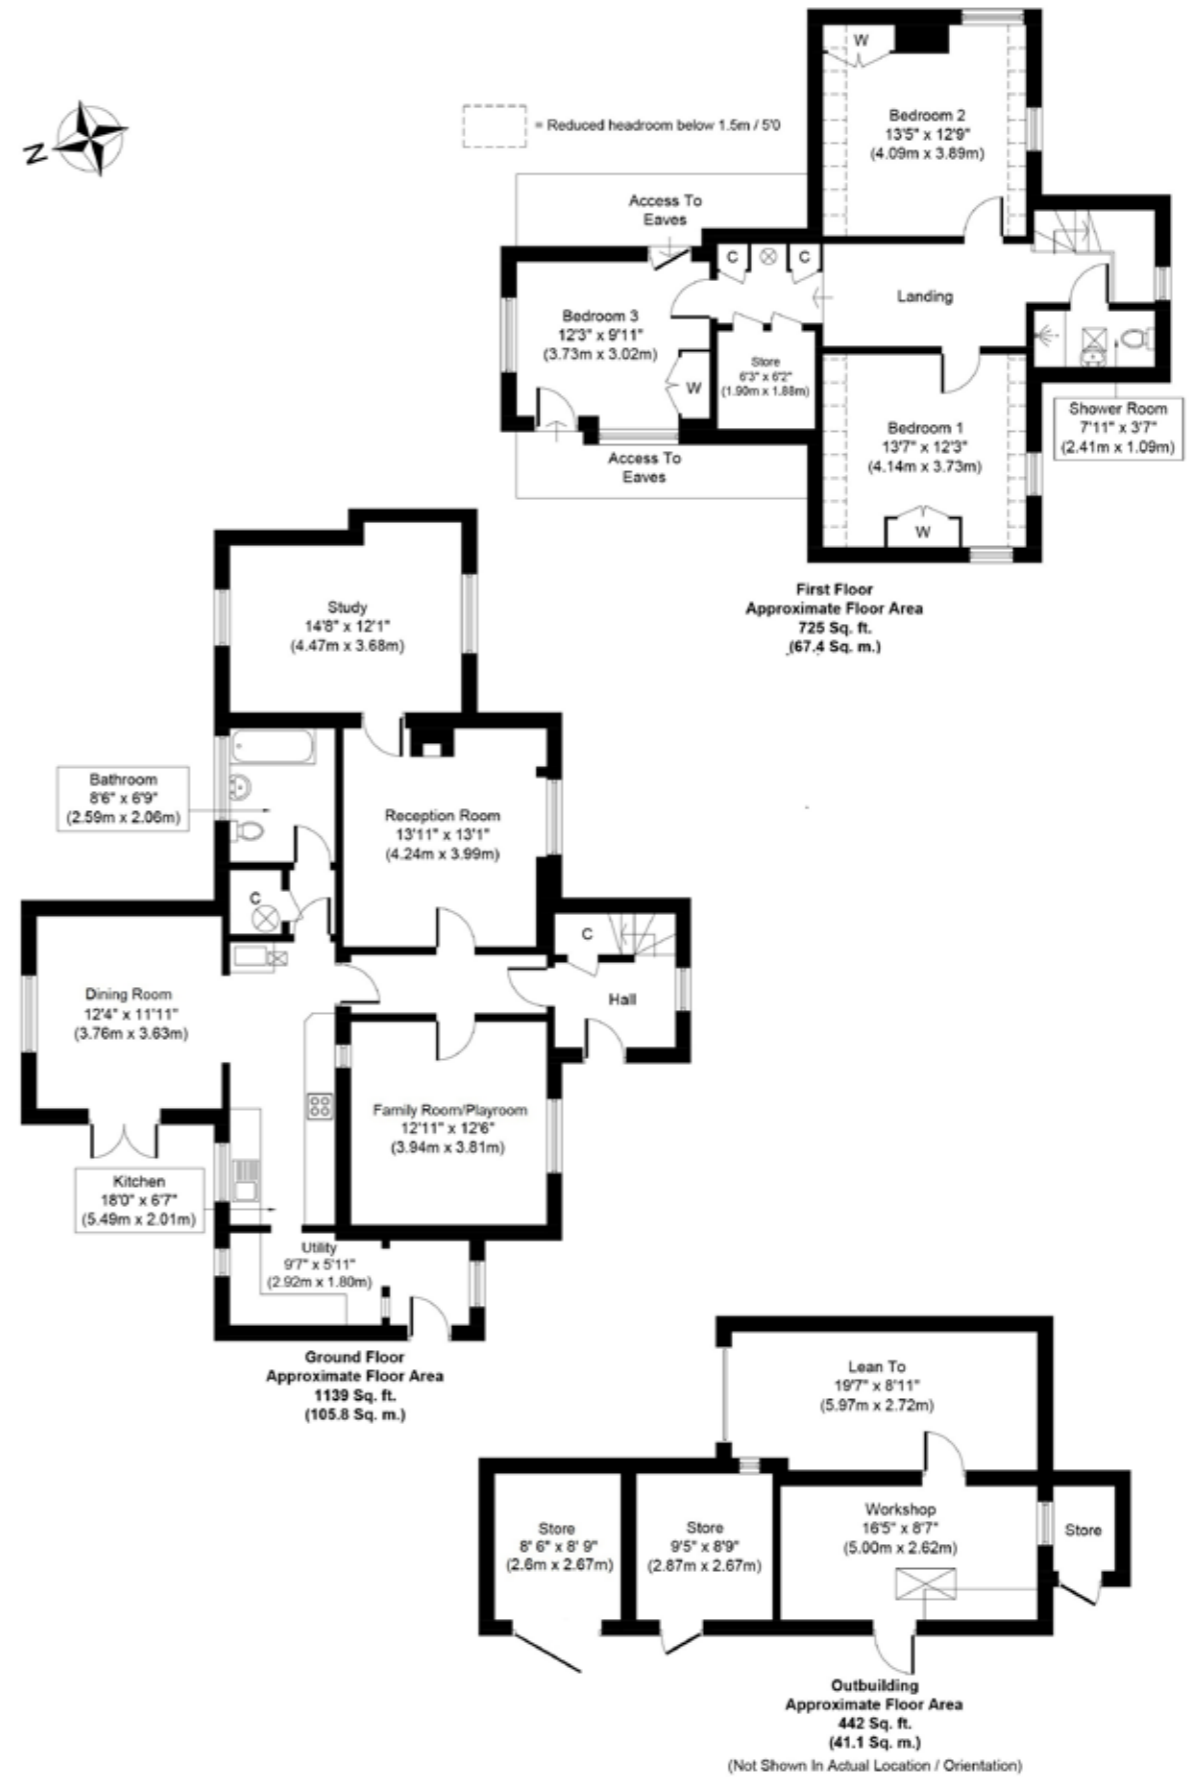 N
= Reduced headroom below 1.5m / 5'0
W
Bedroom 2
13'5" x 12'9"
(4.09m x 3.89m)
Access To
Eaves
C
C
Landing
Bedroom 3
12'3" x 9'11"
(3.73m x 3.02m)
W
Store
6'3" x 6'2"
(1.90m x 1.88m)
Shower Room
7'11" x 3'7"
(2.41m x 1.09m)
Bedroom 1
13'7" x 12'3"
(4.14m x 3.73m)
W
Access To
Eaves
First Floor
Approximate Floor Area
725 Sq. ft.
(67.4 Sq. m.)
Study
14'8" x 12'1"
(4.47m x 3.68m)
Bathroom
8'6" x 6'9"
(2.59m x 2.06m)
Reception Room
13'11" x 13'1"
(4.24m x 3.99m)
C
C
Hall
Dining Room
12'4" x 11'11"
(3.76m x 3.63m)
Family Room/Playroom
12'11" x 12'6"
(3.94m x 3.81m)
Kitchen
18'0" x 6'7"
(5.49m x 2.01m)
Utility
9'7" x 5'11"
(2.92m x 1.80m)
Ground Floor
Approximate Floor Area
1139 Sq. ft.
(105.8 Sq. m.)
Lean To
19'7" x 8'11"
(5.97m x 2.72m)
Store
8' 6" x 8' 9"
(2.6m x 2.67m)
Store
9'5" x 8'9"
(2.87m x 2.67m)
Workshop
16'5" x 8'7"
(5.00m x 2.62m)
Store
Outbuilding
Approximate Floor Area
442 Sq. ft.
(41.1 Sq. m.)
(Not Shown In Actual Location / Orientation)